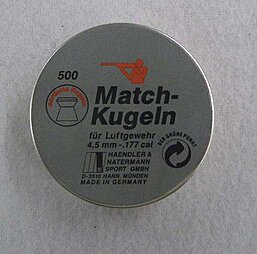 500
Match-
Kugeln
für Luftgewehr
4,5 mm -.177 cal
HAENDLER &
NATERMANN
SPORT GMBH
D-3510 HANN. MÜNDEN
MADE IN GERMANY
DER GRÜNE PUNKT